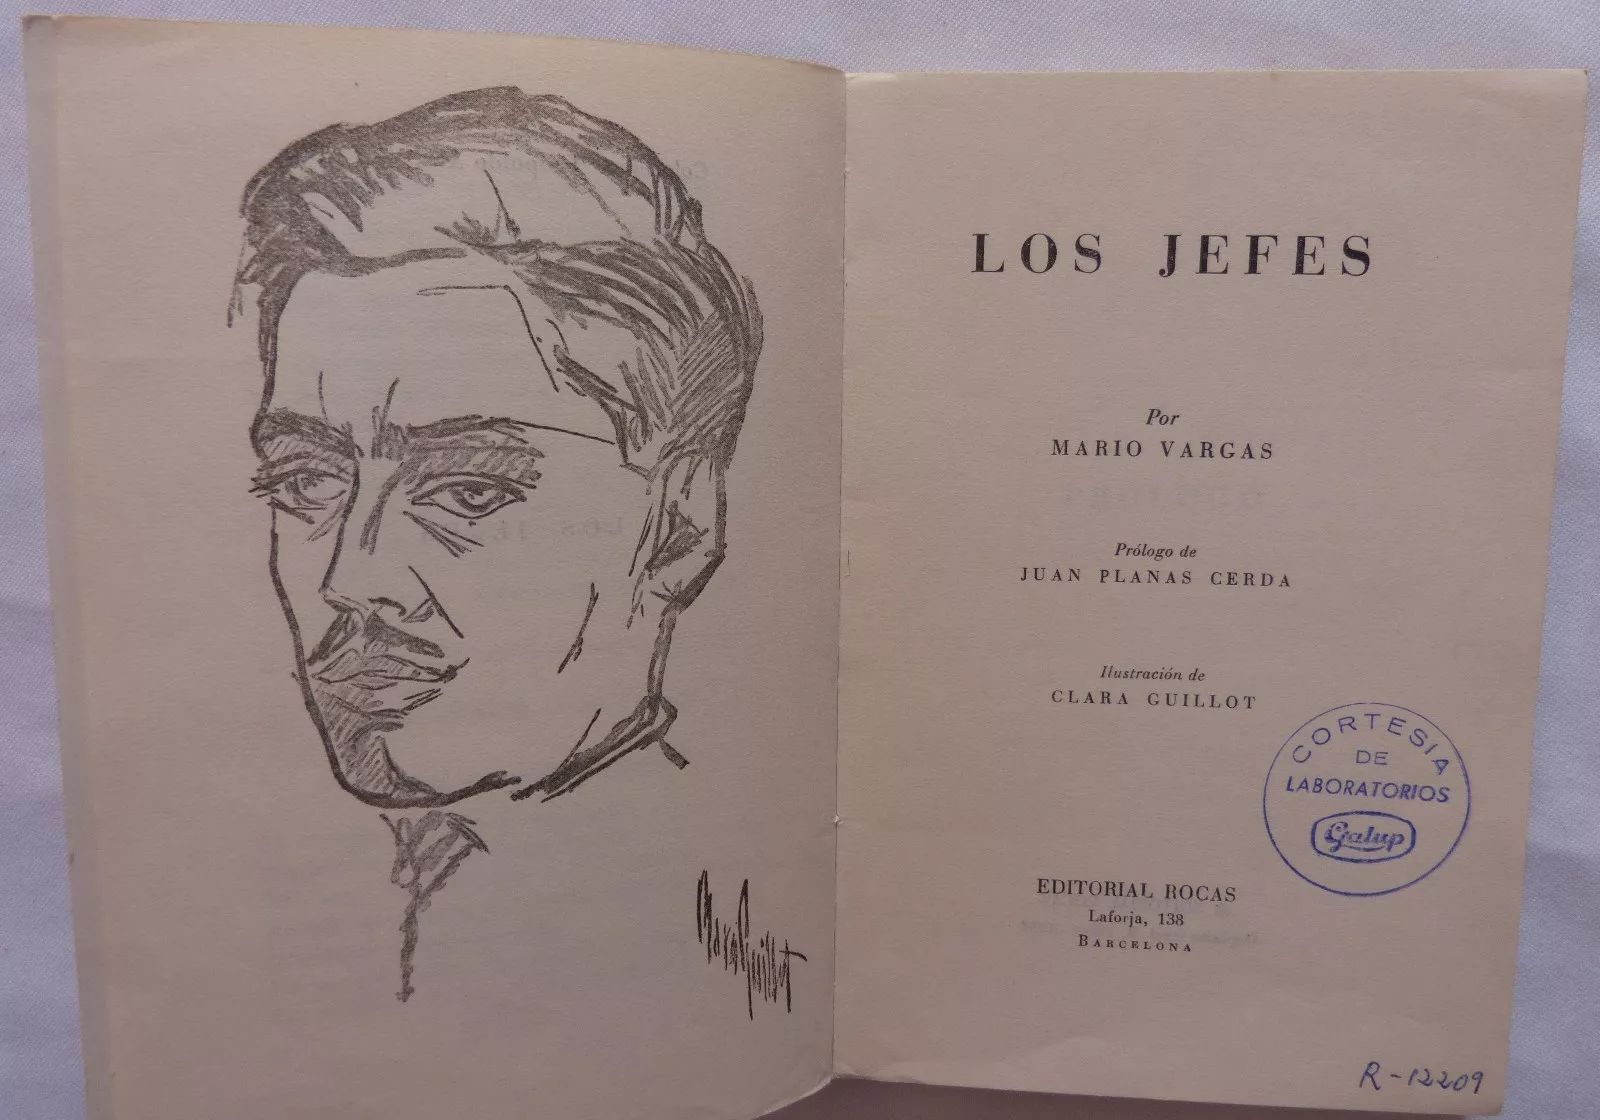 Clara Guillot
LOS JEFES
Por
MARIO VARGAS
Prólogo de
JUAN PLANAS CERDA
Ilustración de
CLARA GUILLOT
CORTESIA
DE
LABORATORIOS
Galup
EDITORIAL ROCAS
Laforja, 138
BARCELONA
R-12209